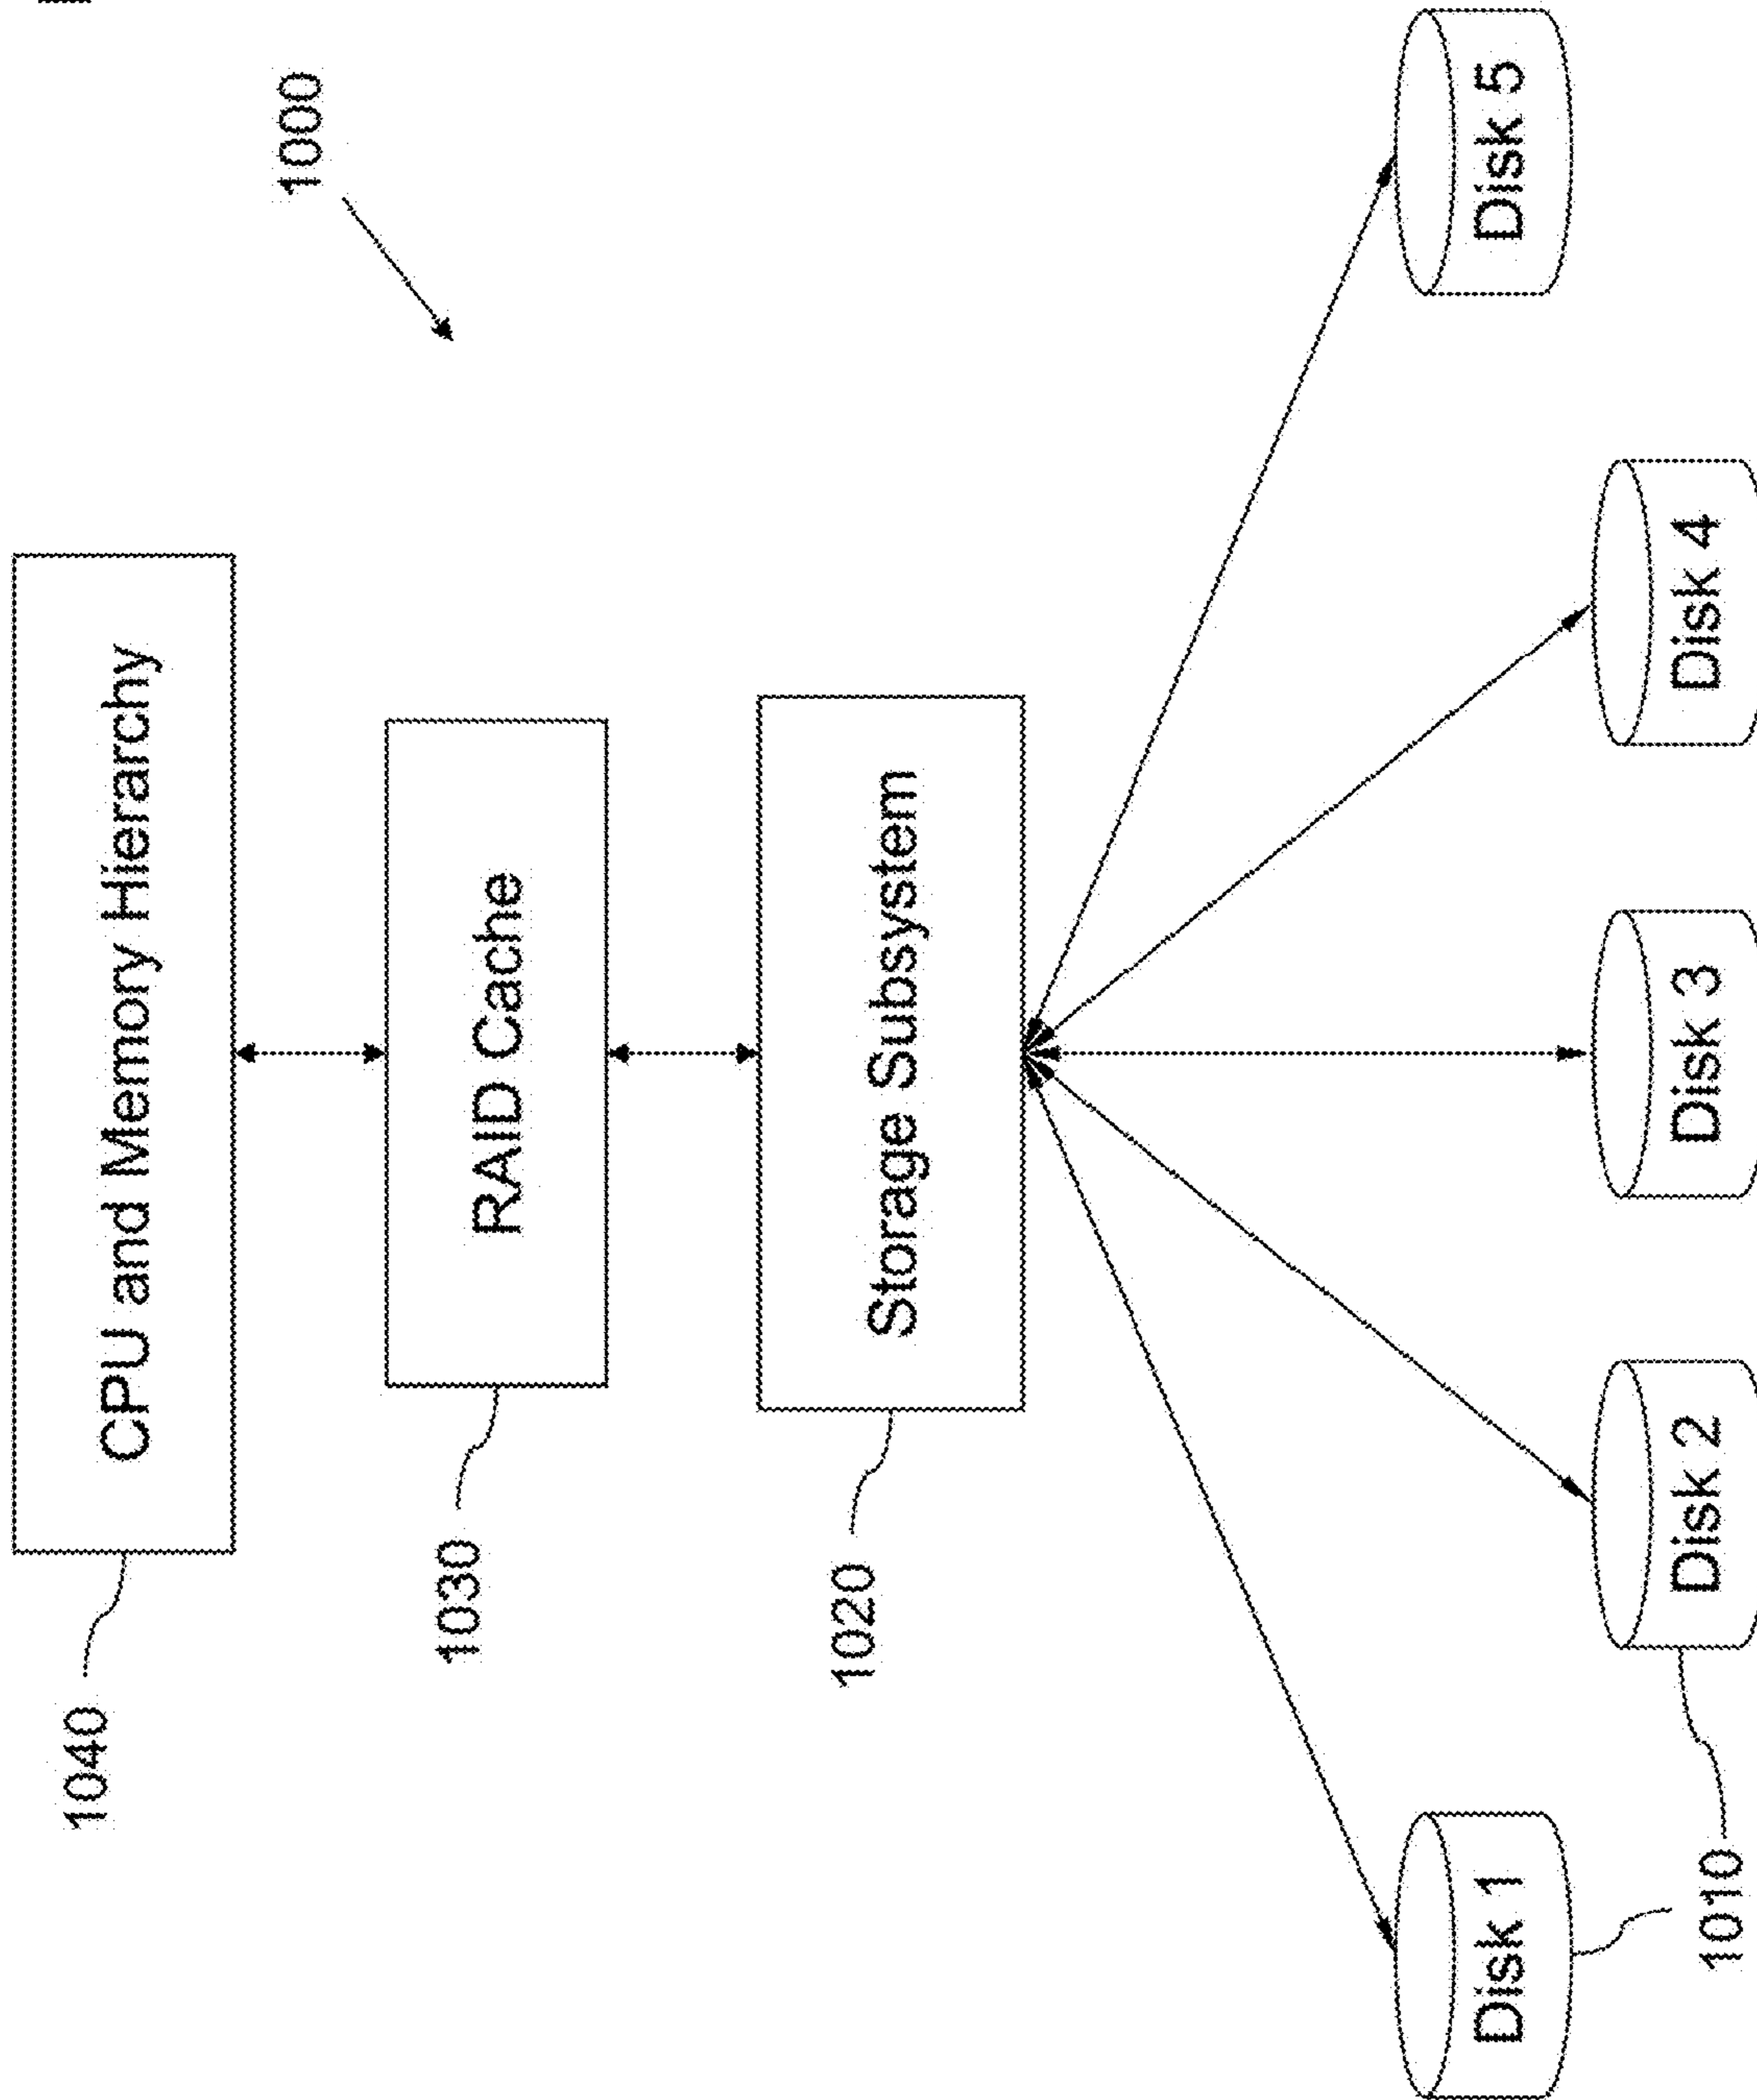 1000
1040
CPU and Memory Hierarchy
1030
RAID Cache
1020
Storage Subsystem
Disk 1
Disk 5
Disk 2
Disk 3
Disk 4
1010